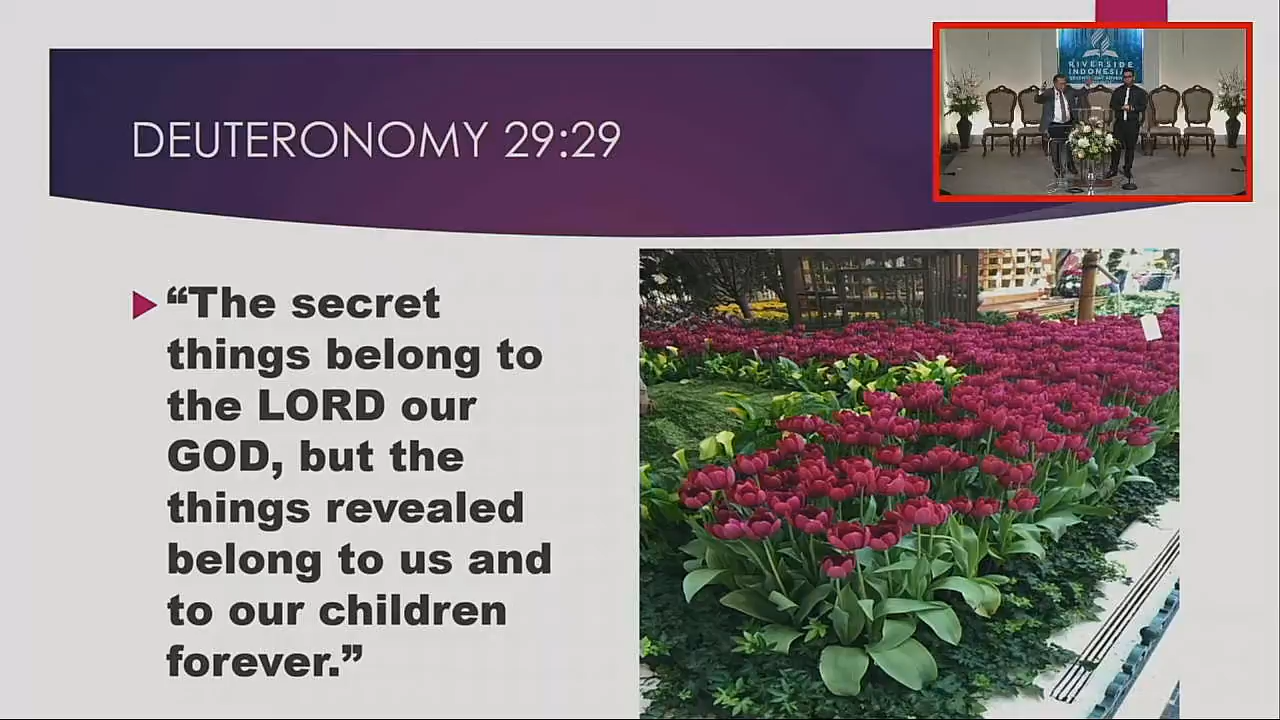 DEUTERONOMY 29:29
RIVERSIDE
INDONESIA
“The secret
things belong to
the LORD our
GOD, but the
things revealed
belong to us and
to our children
forever.”